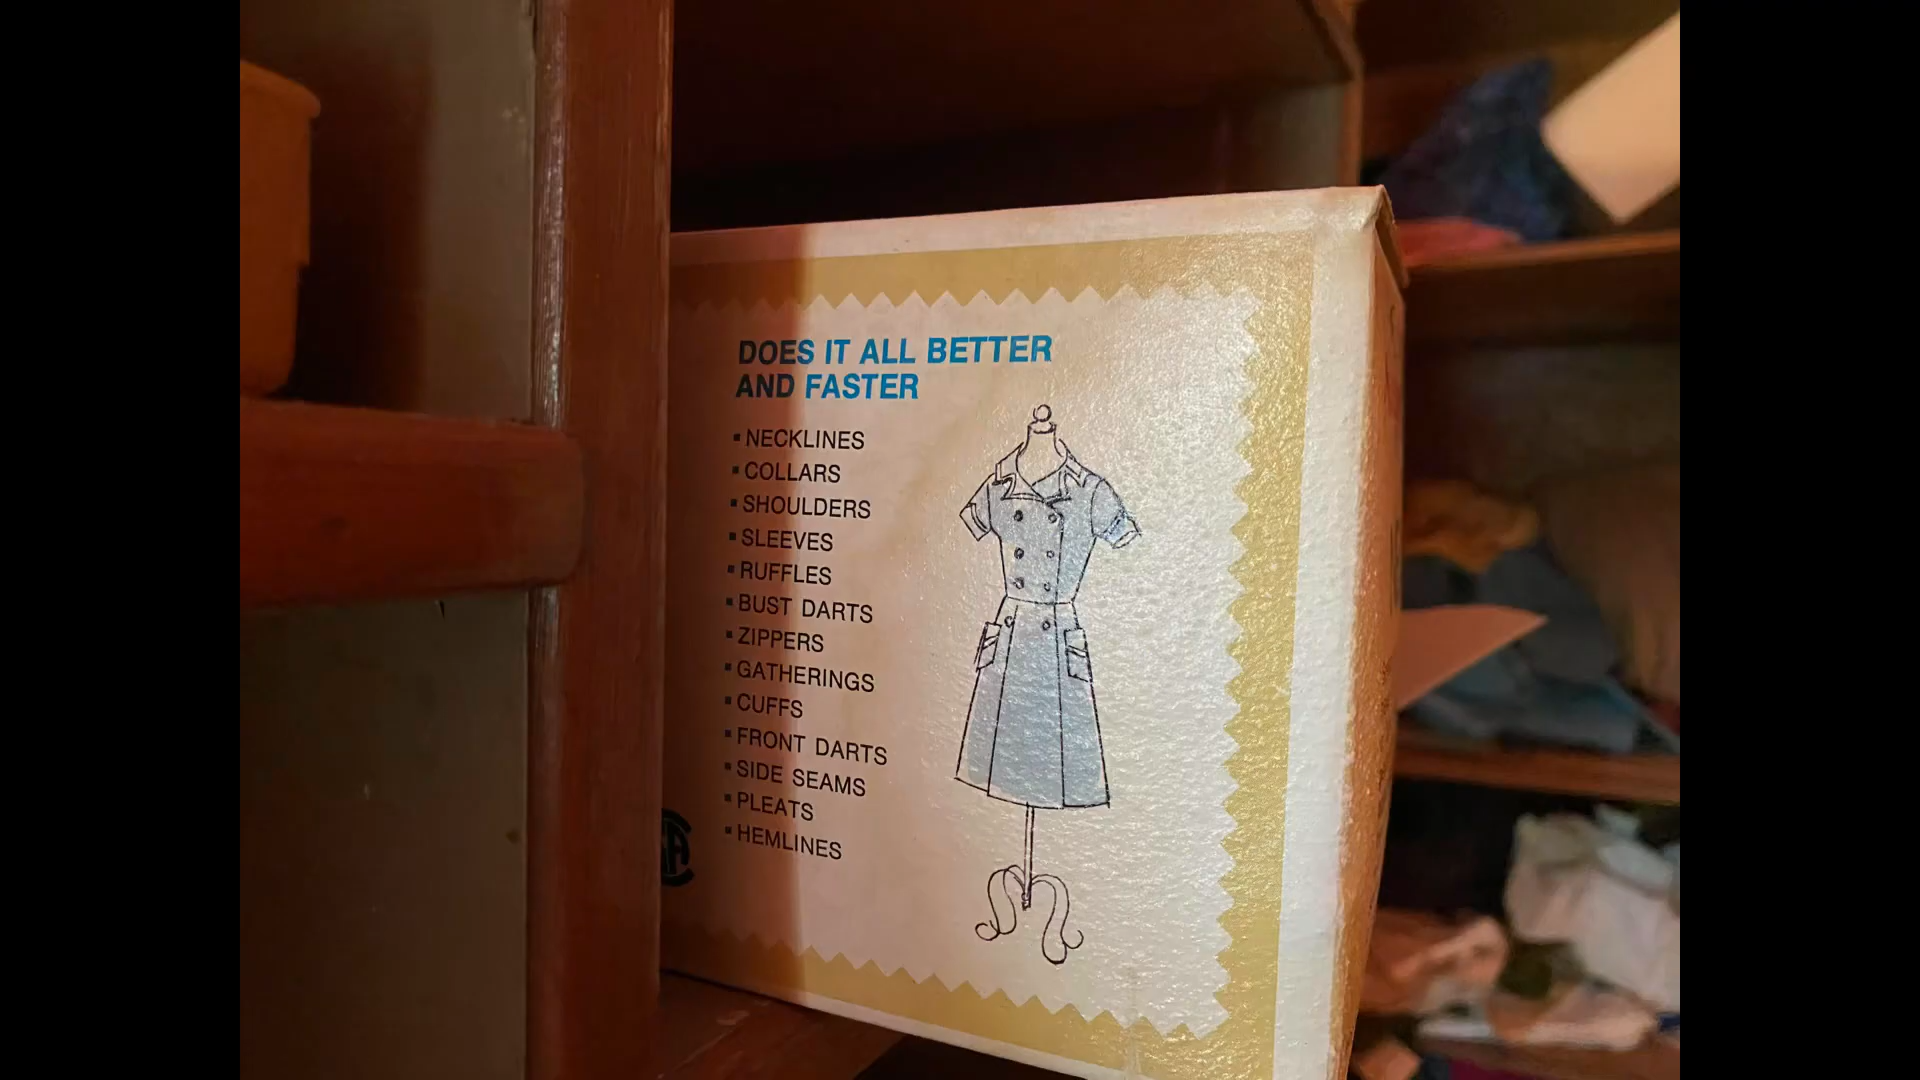 DOES IT ALL BETTER
AND FASTER
▪ NECKLINES
▪ COLLARS
▪ SHOULDERS
▪ SLEEVES
▪ RUFFLES
▪ BUST DARTS
▪ ZIPPERS
▪ GATHERINGS
▪ CUFFS
▪ FRONT DARTS
▪ SIDE SEAMS
▪ PLEATS
▪ HEMLINES